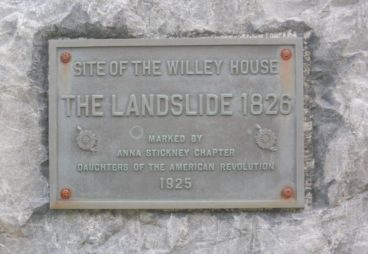 SITE OF THE WILLEY HOUSE
THE LANDSLIDE 1826
MARKED BY
ANNA STICKNEY CHAPTER
DAUGHTERS OF THE AMERICAN REVOLUTION
1925